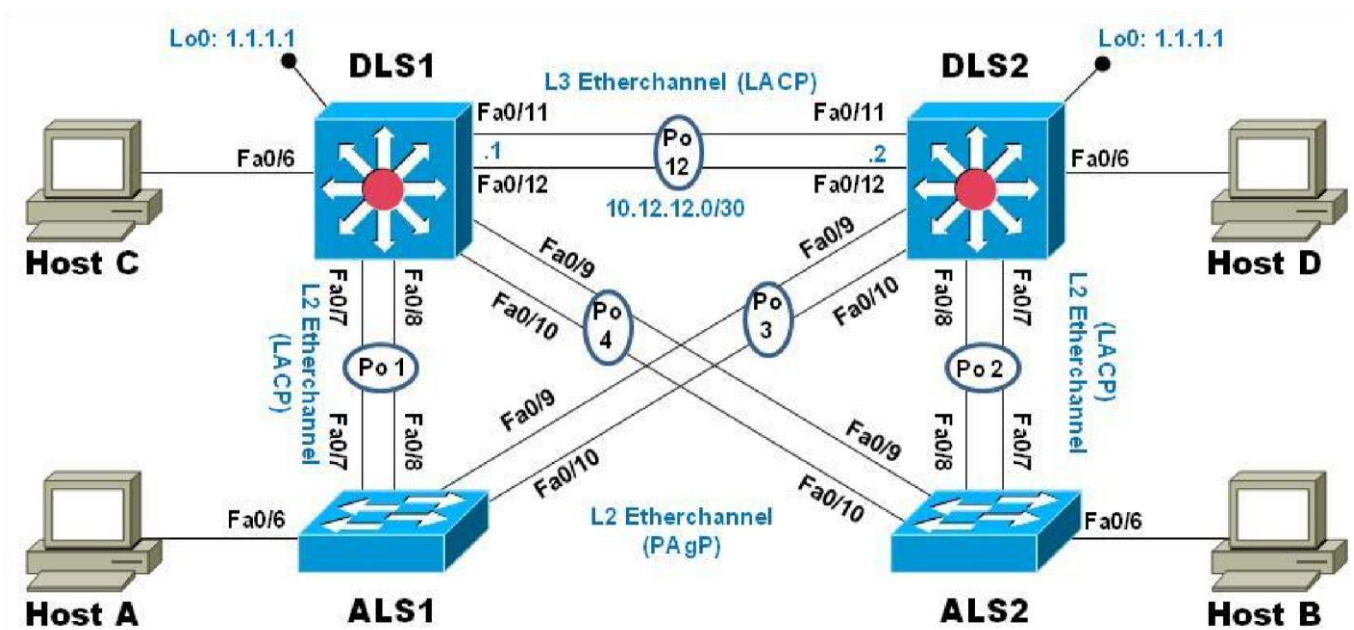 Lo0: 1.1.1.1
Lo0: 1.1.1.1
DLS1
DLS2
L3 Etherchannel (LACP)
Fa0/11
Fa0/11
Fa0/6
Po
12
Fa0/6
.1
.2
Fa0/12
Fa0/12
10.12.12.0/30
Host C
Host D
Fa0/7
Fa0/8
Fa0/9
Fa0/10
Fa0/9
Fa0/10
Fa0/8
Fa0/7
L2 Etherchannel
(LACP)
Po
4
Po
3
L2 Etherchannel
(LACP)
Po 1
Po 2
Fa0/7
Fa0/8
Fa0/9
Fa0/10
Fa0/9
Fa0/10
Fa0/8
Fa0/7
Fa0/6
L2 Etherchannel
(PAgP)
Fa0/6
Host A
ALS1
ALS2
Host B